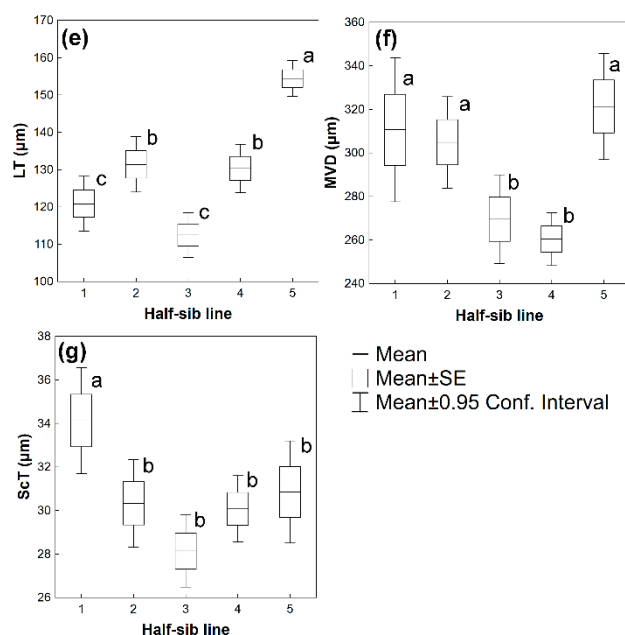 (e)
LT (µm)
160
150
140
130
120
110
100
c
b
c
b
a
1 2 3 4 5
Half-sib line
(f)
MVD (µm)
360
340
320
300
280
260
240
a
a
b
b
a
1 2 3 4 5
Half-sib line
(g)
ScT (µm)
38
36
34
32
30
28
26
a
b
b
b
b
1 2 3 4 5
Half-sib line
Mean
Mean±SE
Mean±0.95 Conf. Interval